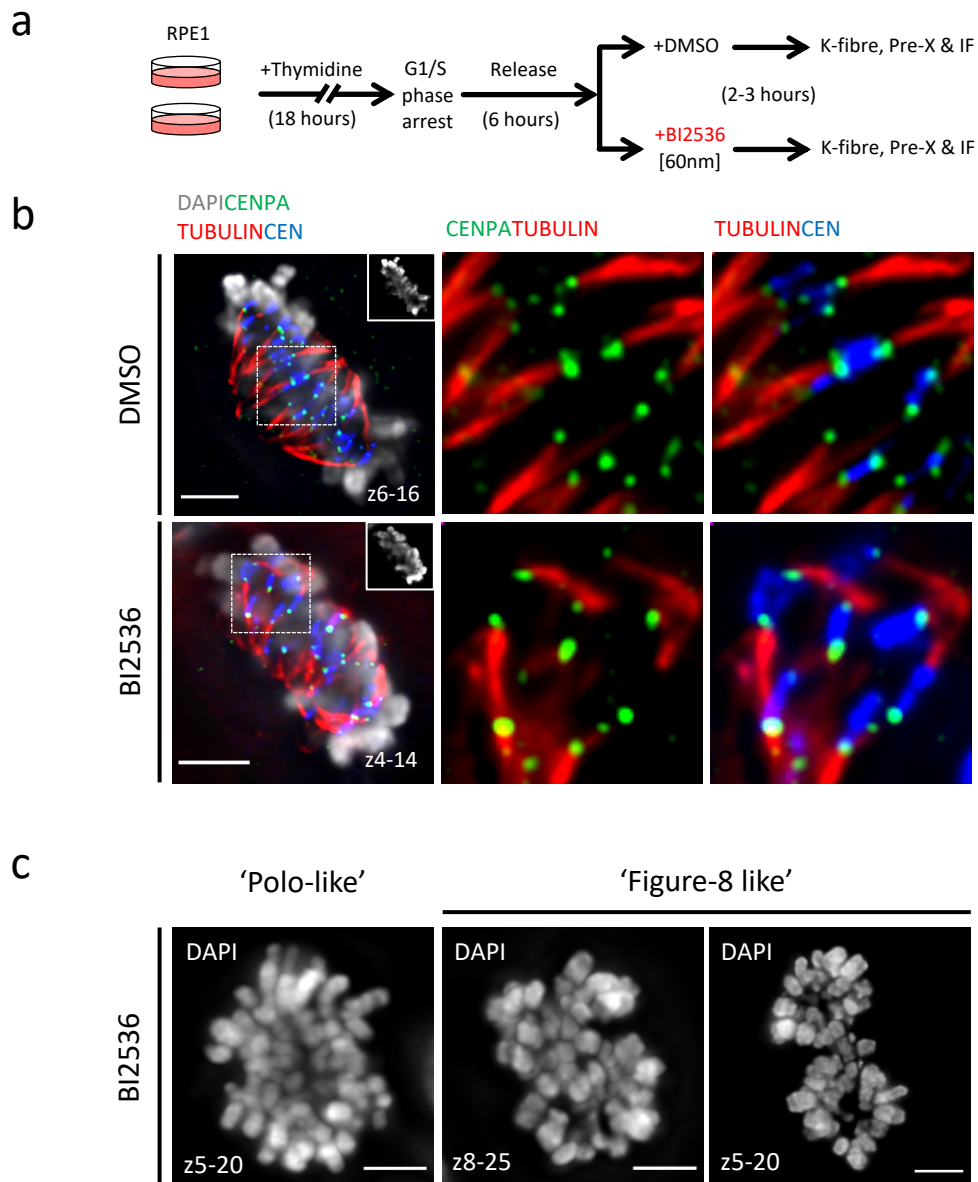 a
RPE1
+Thymidine
(18 hours)
G1/S
phase
arrest
Release
(6 hours)
+DMSO
K-fibre, Pre-X & IF
(2-3 hours)
+BI2536
[60nm]
K-fibre, Pre-X & IF
b
DAPICENPA
TUBULINCEN
CENPATUBULIN
TUBULINCEN
DMSO
z6-16
BI2536
z4-14
c
‘Polo-like’
‘Figure-8 like’
BI2536
DAPI
z5-20
DAPI
z8-25
DAPI
z5-20